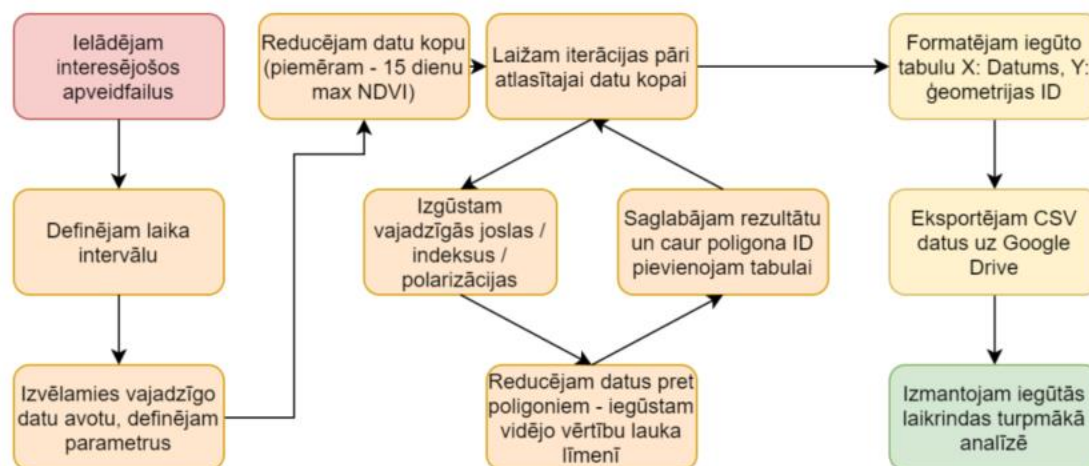 Ielādējam
interesējošos
apveidfailus
Definējam laika
intervālu
Izvēlamies vajadzīgo
datu avotu, definējam
parametrus
Reducējam datu kopu
(piemēram - 15 dienu
max NDVI)
Laižam iterācijas pāri
atlasītajai datu kopai
Izgūstam
vajadzīgās joslas /
indeksus /
polarizācijas
Reducējam datus pret
poligoniem - iegūstam
vidējo vērtību lauka
līmenī
Saglabājam rezultātu
un caur poligona ID
pievienojam tabulai
Formatējam iegūto
tabulu X: Datums, Y:
ģeometrijas ID
Eksportējam CSV
datus uz Google
Drive
Izmantojam iegūtās
laikrindas turpmākā
analīzē